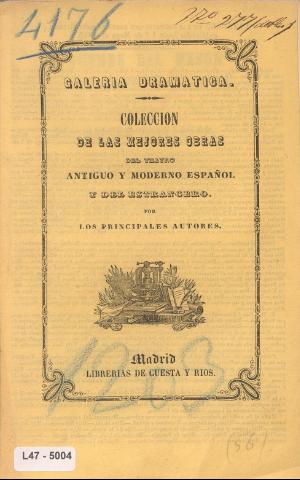 4176
GALERIA DRAMATICA.
COLECCION
DE LAS MEJORES OBRAS
DEL TEATRO
ANTIGUO Y MODERNO ESPAÑOL
Y DEL ESTRANGERO.
POR
LOS PRINCIPALES AUTORES.
Madrid
LIBRERIAS DE CUESTA Y RIOS.
1203
L47 - 5004